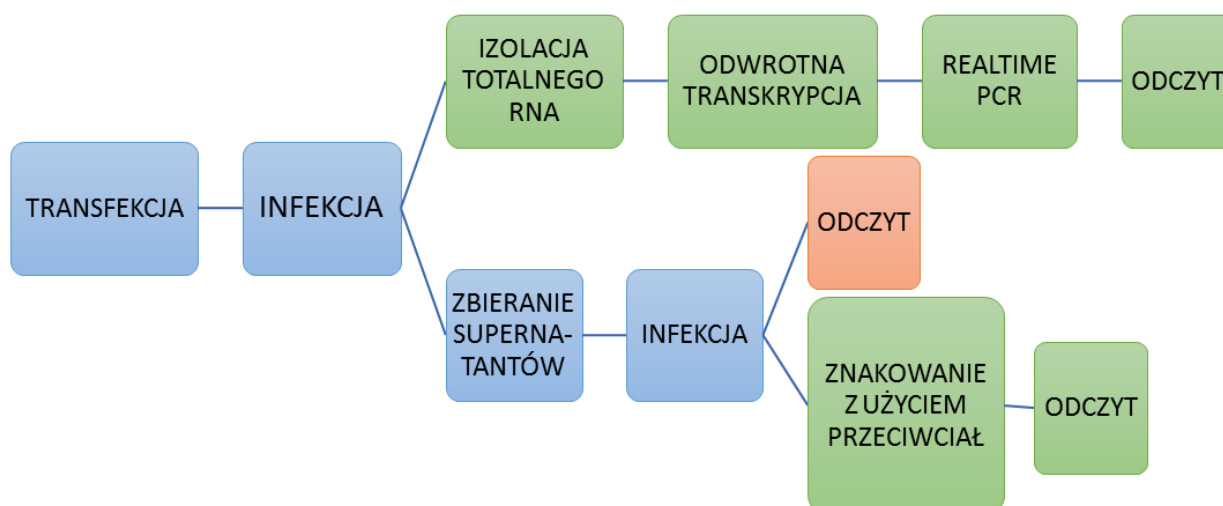 IZOLACJA
TOTALNEGO
RNA
ODWROTNA
TRANSKRYPCJA
REALTIME
PCR
ODCZYT
TRANSFEKCJA
INFEKCJA
ODCZYT
ZBIERANIE
SUPERNA-
TANTÓW
INFEKCJA
ZNAKOWANIE
Z UŻYCIEM
PRZECIWCIAŁ
ODCZYT